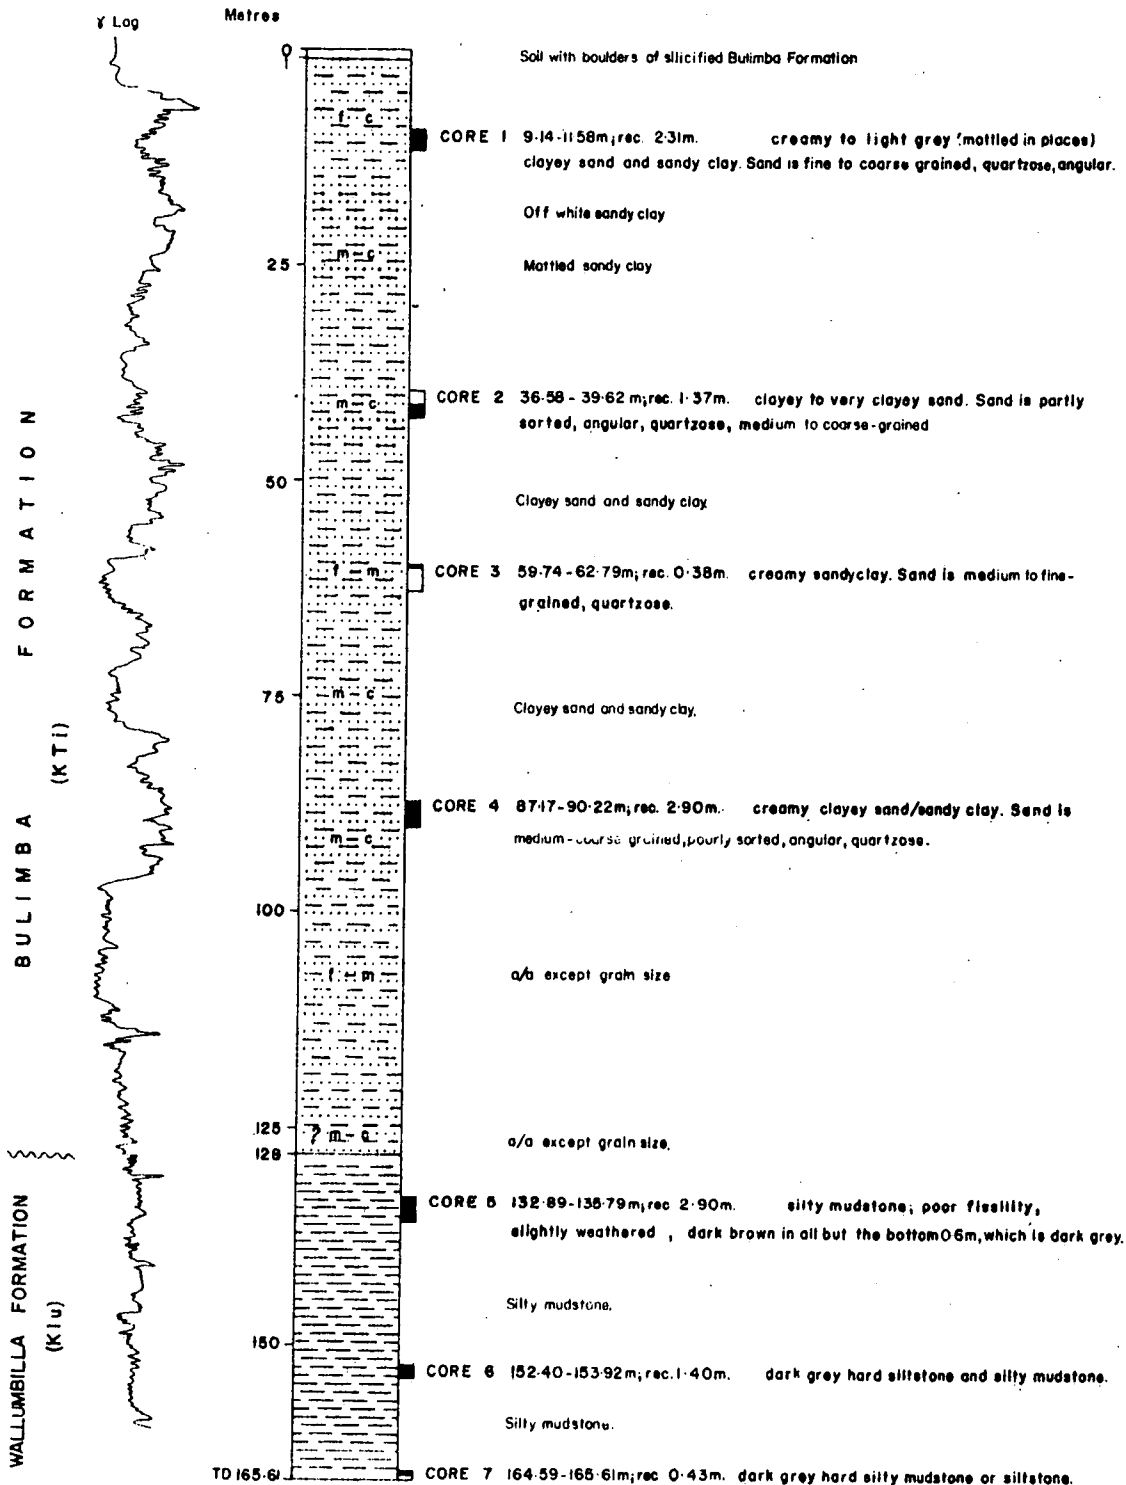 γ Log
Metres
0
1
Soil with boulders of silicified Bulimba Formation
f - c
CORE 1 9·14-11·58m; rec. 2·31m. creamy to light grey (mottled in places)
clayey sand and sandy clay. Sand is fine to coarse grained, quartzose, angular.
Off white sandy clay
m - c
25
Mottled sandy clay
m - c
CORE 2 36·58 - 39·62 m; rec. 1·37m. clayey to very clayey sand. Sand is partly
sorted, angular, quartzose, medium to coarse-grained
50
Clayey sand and sandy clay
f - m
CORE 3 59·74 - 62·79m; rec. 0·38m. creamy sandyclay. Sand is medium to fine-
grained, quartzose.
75
m - c
Clayey sand and sandy clay.
CORE 4 87·17-90·22m; rec. 2·90m. creamy clayey sand/sandy clay. Sand is
m - c
medium-coarse grained, poorly sorted, angular, quartzose.
100
f - m
a/a except grain size
125
? m - c
a/a except grain size.
128
CORE 5 132·89-135·79m; rec 2·90m. silty mudstone; poor fissility,
slightly weathered , dark brown in all but the bottom 0·6m, which is dark grey.
Silty mudstone.
150
CORE 6 152·40-153·92m; rec. 1·40m. dark grey hard siltstone and silty mudstone.
Silty mudstone.
TD 165·61
CORE 7 164·59-165·61m; rec 0·43m. dark grey hard silty mudstone or siltstone.
BULIMBA FORMATION
(KTi)
WALLUMBILLA FORMATION
(Klu)